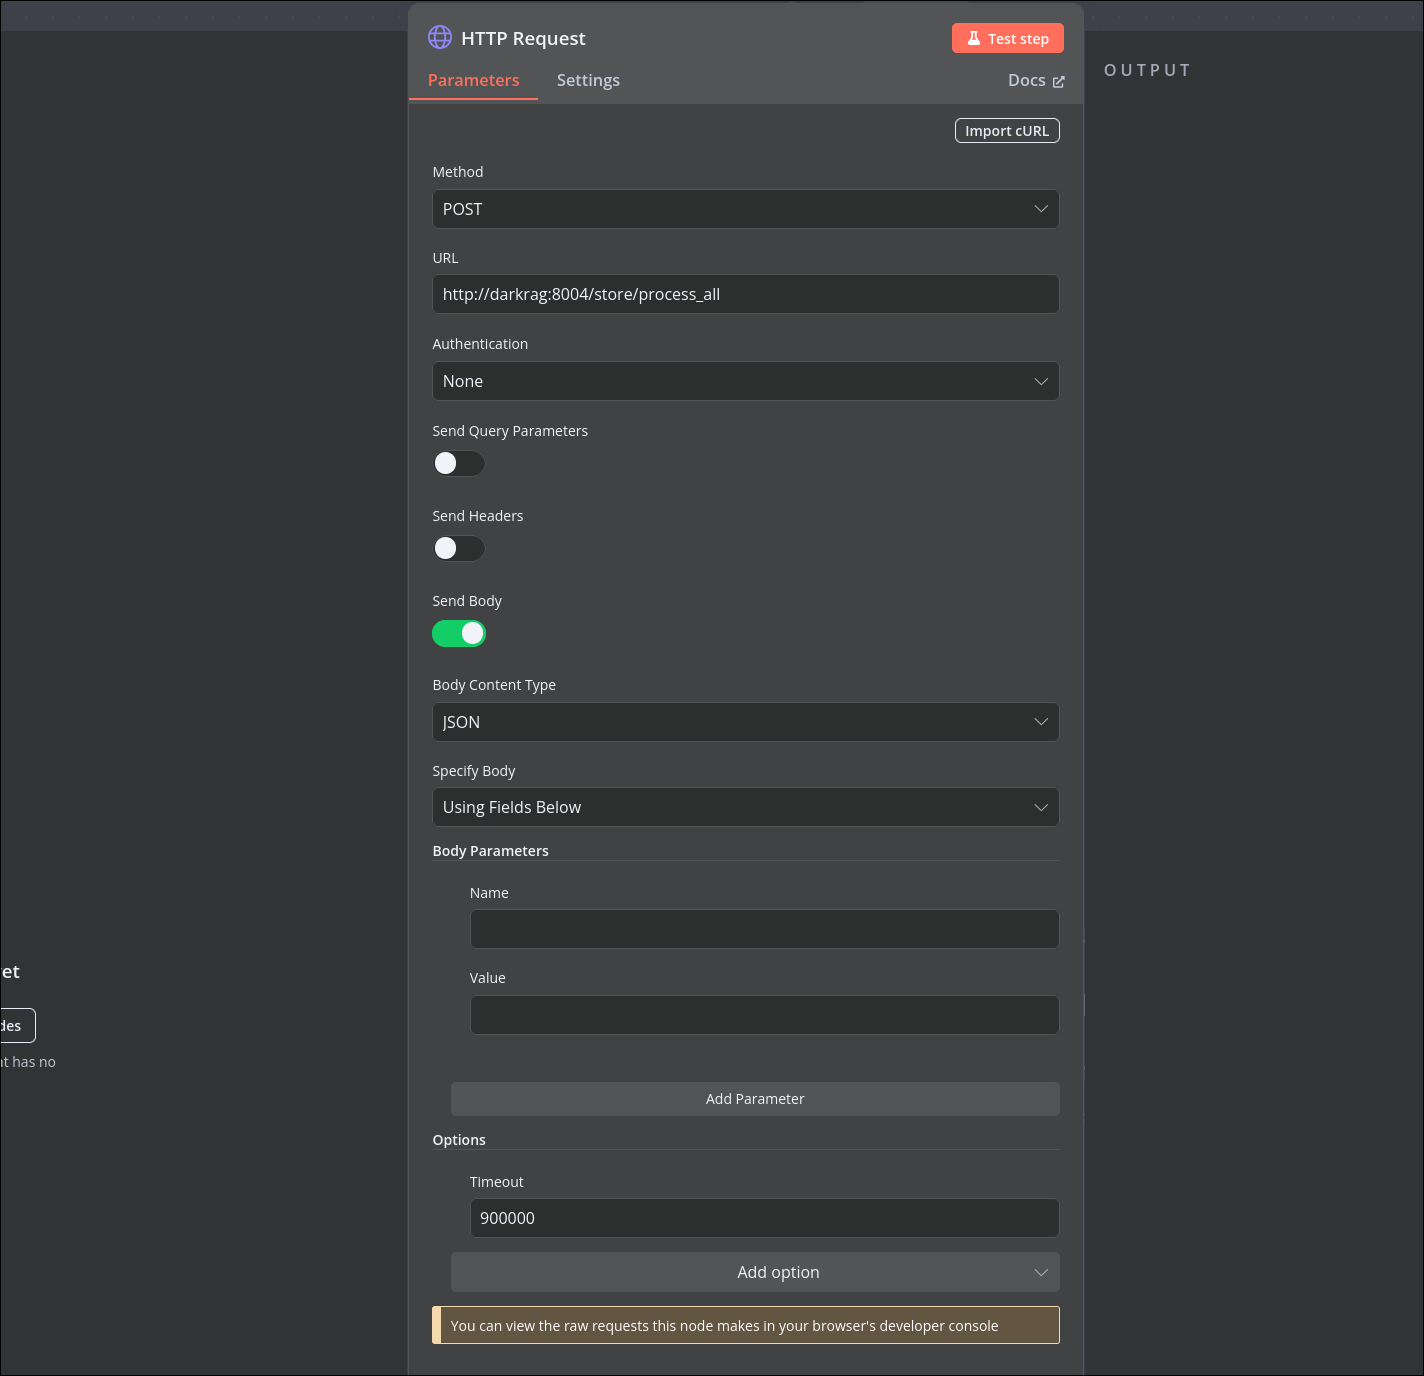 HTTP Request
Test step
Parameters
Settings
Docs
OUTPUT
Import cURL
Method
POST
URL
http://darkrag:8004/store/process_all
Authentication
None
Send Query Parameters
Send Headers
Send Body
Body Content Type
JSON
Specify Body
Using Fields Below
Body Parameters
Name
Value
et
des
at has no
Add Parameter
Options
Timeout
900000
Add option
You can view the raw requests this node makes in your browser's developer console